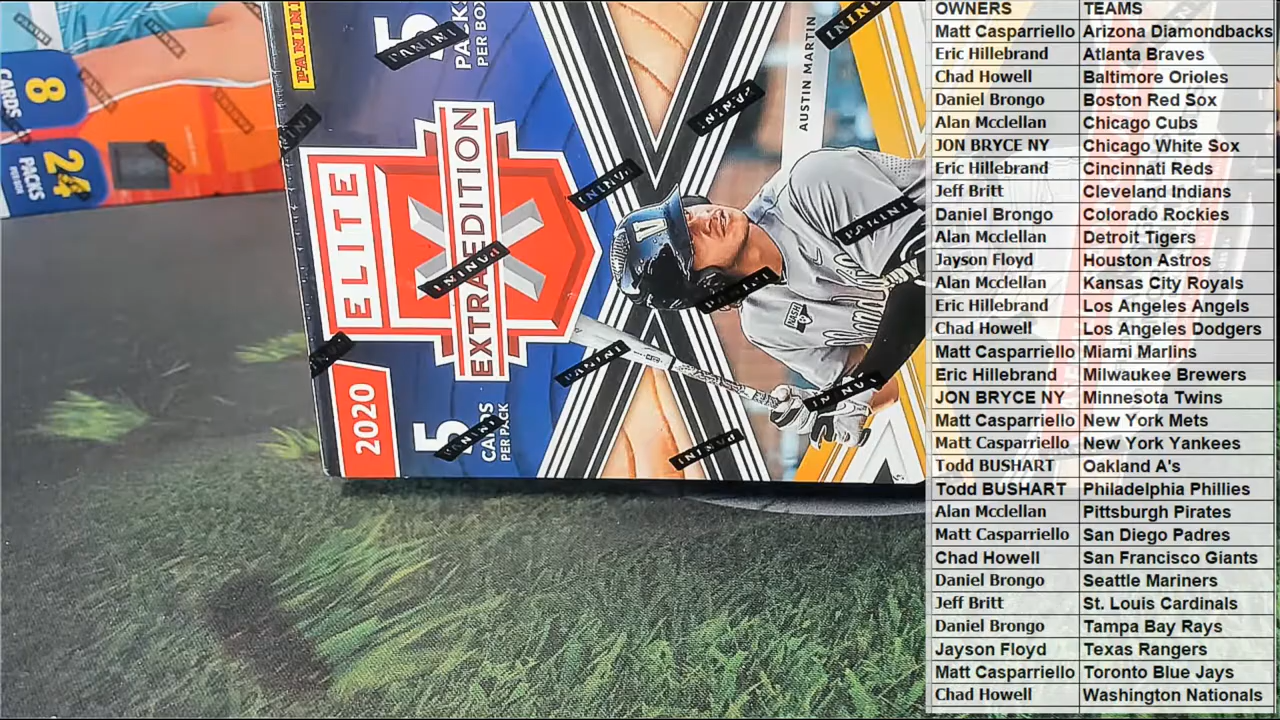 8
CARDS
24
PACKS
PANINI
5
PACKS
PER BOX
AUSTIN MARTIN
ELITE
EXTRA EDITION
X
2020
5
CARDS
PER PACK
V
NASH
PANINI
PANINI
PANINI
PANINI
PANINI
OWNERS TEAMS
Matt Casparriello Arizona Diamondbacks
Eric Hillebrand Atlanta Braves
Chad Howell Baltimore Orioles
Daniel Brongo Boston Red Sox
Alan Mcclellan Chicago Cubs
JON BRYCE NY Chicago White Sox
Eric Hillebrand Cincinnati Reds
Jeff Britt Cleveland Indians
Daniel Brongo Colorado Rockies
Alan Mcclellan Detroit Tigers
Jayson Floyd Houston Astros
Alan Mcclellan Kansas City Royals
Eric Hillebrand Los Angeles Angels
Chad Howell Los Angeles Dodgers
Matt Casparriello Miami Marlins
Eric Hillebrand Milwaukee Brewers
JON BRYCE NY Minnesota Twins
Matt Casparriello New York Mets
Matt Casparriello New York Yankees
Todd BUSHART Oakland A's
Todd BUSHART Philadelphia Phillies
Alan Mcclellan Pittsburgh Pirates
Matt Casparriello San Diego Padres
Chad Howell San Francisco Giants
Daniel Brongo Seattle Mariners
Jeff Britt St. Louis Cardinals
Daniel Brongo Tampa Bay Rays
Jayson Floyd Texas Rangers
Matt Casparriello Toronto Blue Jays
Chad Howell Washington Nationals